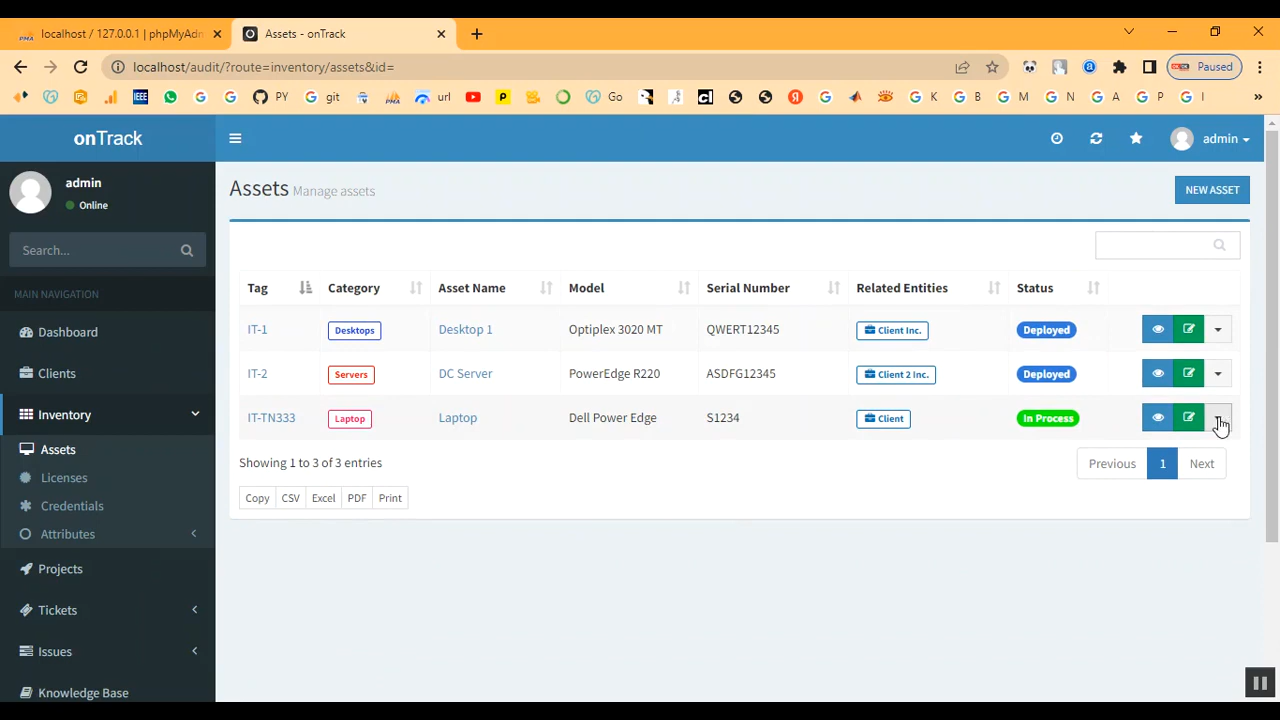 localhost / 127.0.0.1 | phpMyAdn
Assets - onTrack
localhost/audit/?route=inventory/assets&id=
Paused
IEEE PY git url Go K B M N A P I »
onTrack
admin
admin
Online
Assets Manage assets
NEW ASSET
Search...
MAIN NAVIGATION
Dashboard
Clients
Inventory
Assets
Licenses
Credentials
Attributes
Projects
Tickets
Issues
Knowledge Base
Tag Category Asset Name Model Serial Number Related Entities Status
IT-1 Desktops Desktop 1 Optiplex 3020 MT QWERT12345 Client Inc. Deployed
IT-2 Servers DC Server PowerEdge R220 ASDFG12345 Client 2 Inc. Deployed
IT-TN333 Laptop Laptop Dell Power Edge S1234 Client In Process
Showing 1 to 3 of 3 entries
Previous 1 Next
Copy CSV Excel PDF Print